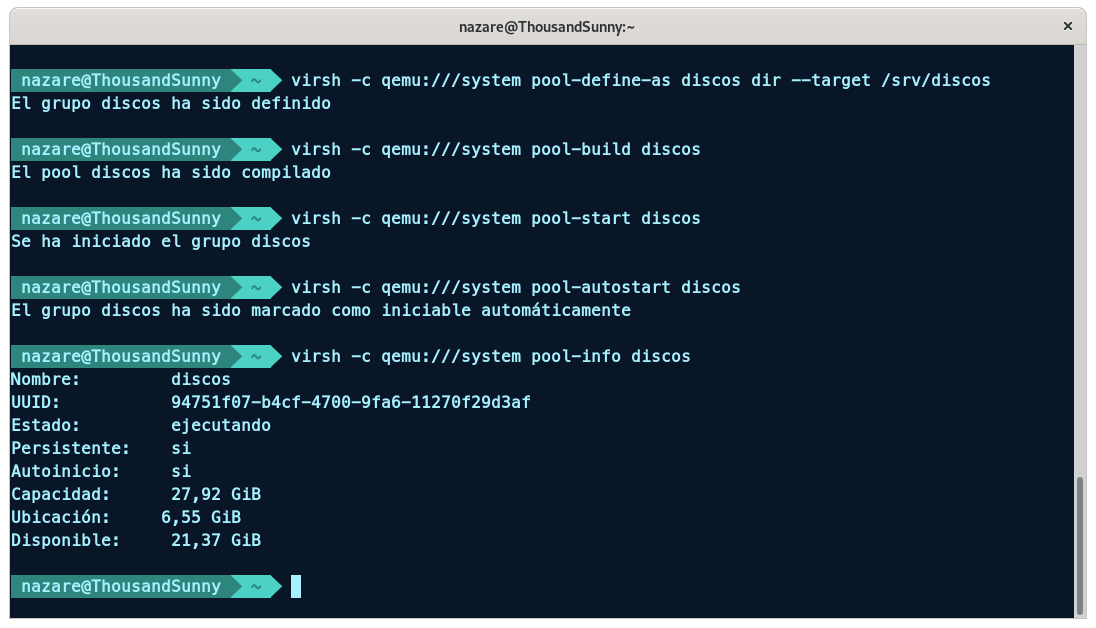 nazare@ThousandSunny:~
×
nazare@ThousandSunny ~ virsh -c qemu:///system pool-define-as discos dir --target /srv/discos
El grupo discos ha sido definido
nazare@ThousandSunny ~ virsh -c qemu:///system pool-build discos
El pool discos ha sido compilado
nazare@ThousandSunny ~ virsh -c qemu:///system pool-start discos
Se ha iniciado el grupo discos
nazare@ThousandSunny ~ virsh -c qemu:///system pool-autostart discos
El grupo discos ha sido marcado como iniciable automáticamente
nazare@ThousandSunny ~ virsh -c qemu:///system pool-info discos
Nombre: discos
UUID: 94751f07-b4cf-4700-9fa6-11270f29d3af
Estado: ejecutando
Persistente: si
Autoinicio: si
Capacidad: 27,92 GiB
Ubicación: 6,55 GiB
Disponible: 21,37 GiB
nazare@ThousandSunny ~